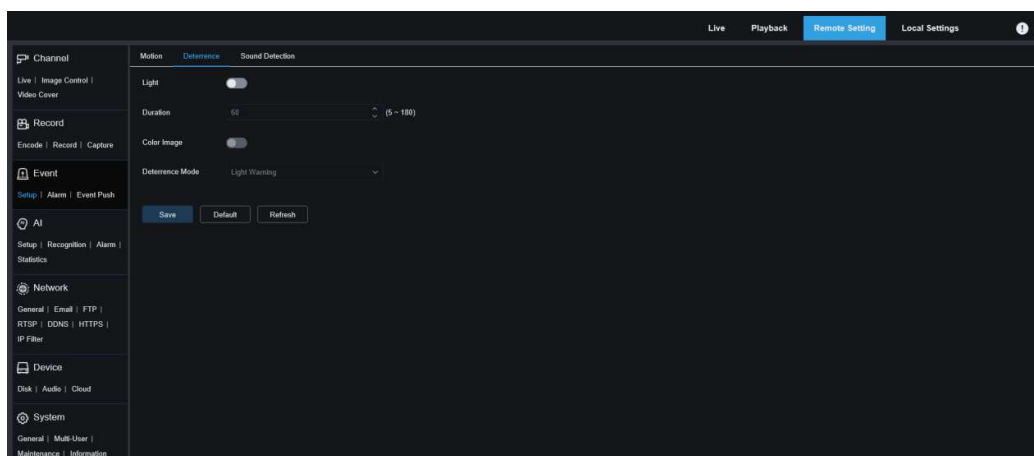 Live Playback Remote Setting Local Settings
Channel
Live | Image Control |
Video Cover
Record
Encode | Record | Capture
Event
Setup | Alarm | Event Push
AI
Setup | Recognition | Alarm |
Statistics
Network
General | Email | FTP |
RTSP | DDNS | HTTPS |
IP Filter
Device
Disk | Audio | Cloud
System
General | Multi-User |
Maintenance | Information
Motion Deterrence Sound Detection
Light
Duration 60 (5 ~ 180)
Color Image
Deterrence Mode Light Warning
Save Default Refresh